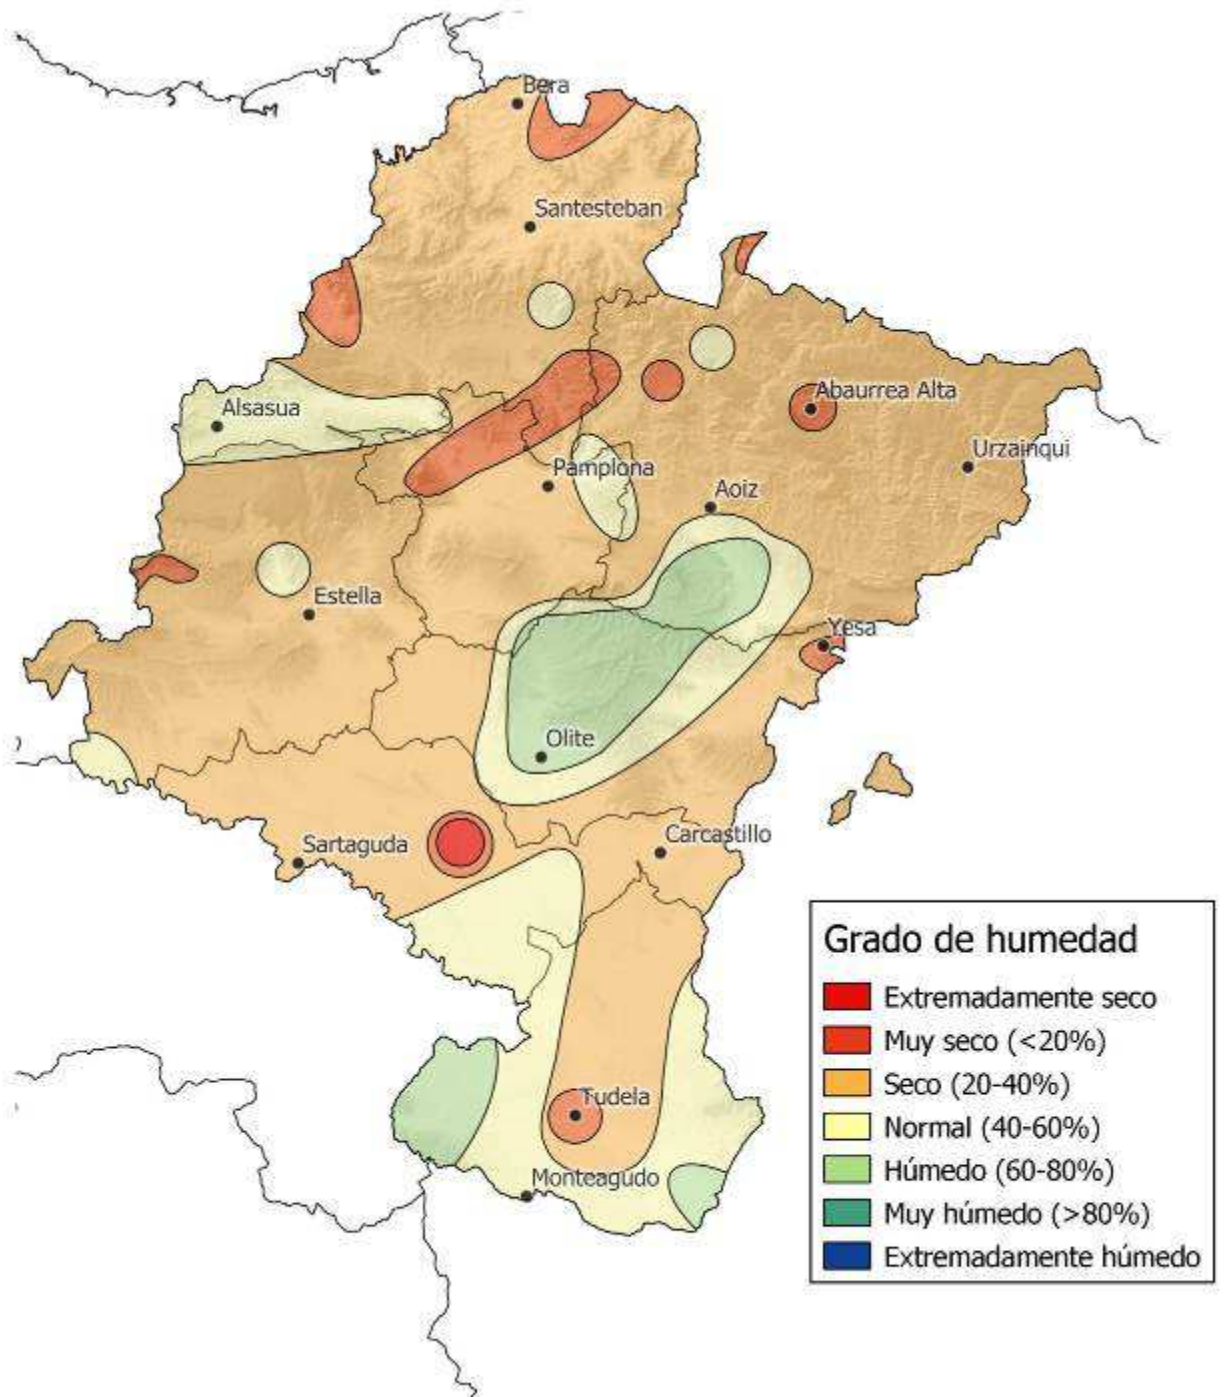 Bera
Santesteban
Abaurrea Alta
Alsasua
Urzainqui
Pamplona
Aoiz
Estella
Yesa
Olite
Carcastillo
Sartaguda
Grado de humedad
Extremadamente seco
Muy seco (<20%)
Seco (20-40%)
Tudela
Normal (40-60%)
Húmedo (60-80%)
Monteagudo
Muy húmedo (>80%)
Extremadamente húmedo